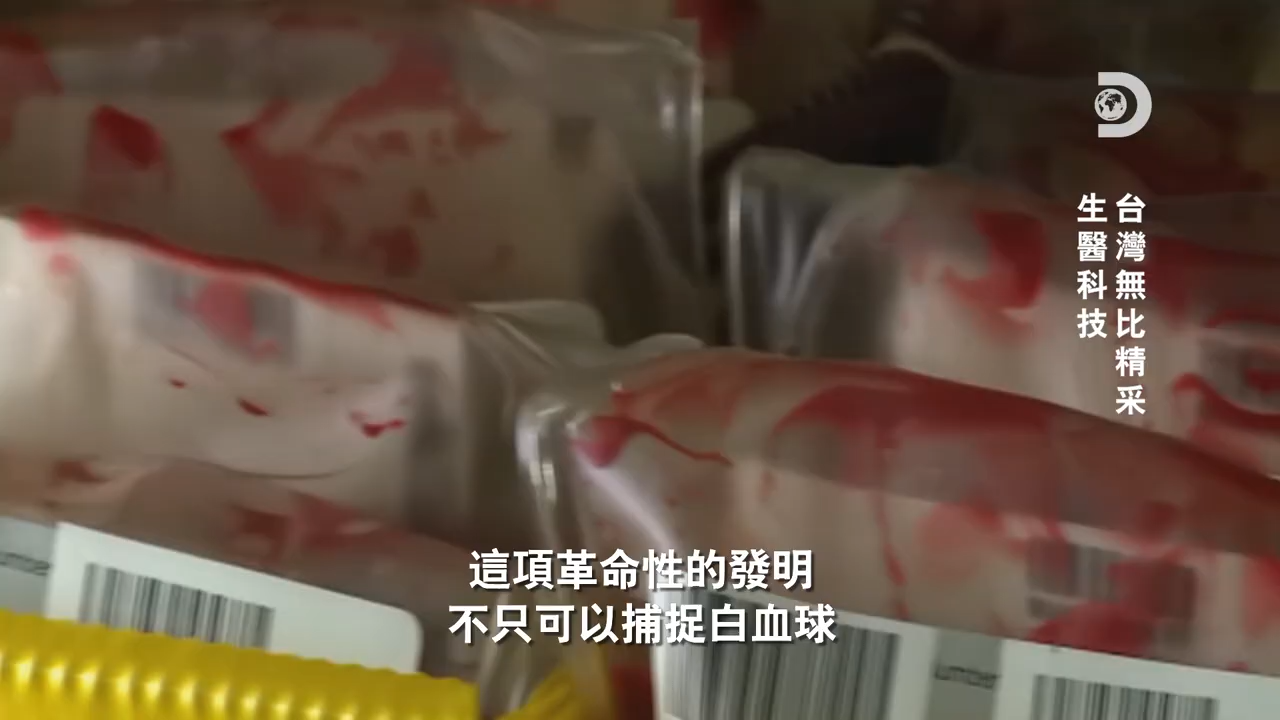 台灣無比精采
生醫科技
這項革命性的發明
不只可以捕捉白血球